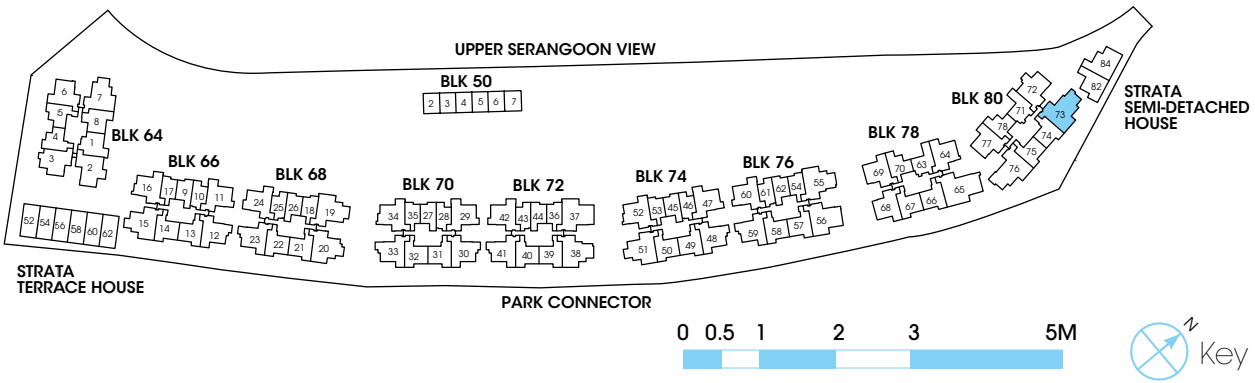 UPPER SERANGOON VIEW
BLK 50
2 3 4 5 6 7
84
82
STRATA
SEMI-DETACHED
HOUSE
BLK 80
72
71 73
78 74
77 75
76
BLK 64
6 7
5 8
4 1
3 2
BLK 66
16 17 9 10 11
15 14 13 12
BLK 68
24 25 26 18 19
23 22 21 20
BLK 70
34 35 27 28 29
33 32 31 30
BLK 72
42 43 44 36 37
41 40 39 38
BLK 74
52 53 45 46 47
51 50 49 48
BLK 76
60 61 62 54 55
59 58 57 56
BLK 78
69 70 63 64
68 67 66 65
52 54 56 58 60 62
STRATA
TERRACE HOUSE
PARK CONNECTOR
0 0.5 1 2 3 5M
N
Key